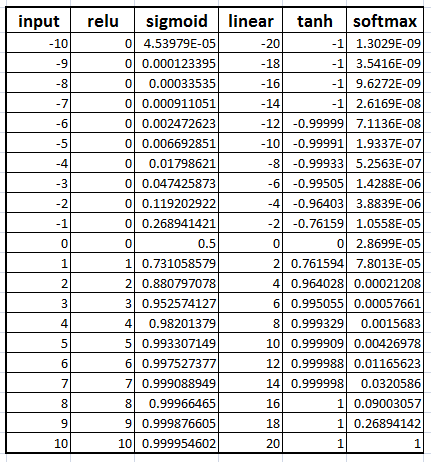 input relu sigmoid linear tanh softmax
-10 0 4.53979E-05 -20 -1 1.3029E-09
-9 0 0.000123395 -18 -1 3.5416E-09
-8 0 0.00033535 -16 -1 9.6272E-09
-7 0 0.000911051 -14 -1 2.6169E-08
-6 0 0.002472623 -12 -0.99999 7.1136E-08
-5 0 0.006692851 -10 -0.99991 1.9337E-07
-4 0 0.01798621 -8 -0.99933 5.2563E-07
-3 0 0.047425873 -6 -0.99505 1.4288E-06
-2 0 0.119202922 -4 -0.96403 3.8839E-06
-1 0 0.268941421 -2 -0.76159 1.0558E-05
0 0 0.5 0 0 2.8699E-05
1 1 0.731058579 2 0.761594 7.8013E-05
2 2 0.880797078 4 0.964028 0.00021208
3 3 0.952574127 6 0.995055 0.00057661
4 4 0.98201379 8 0.999329 0.0015683
5 5 0.993307149 10 0.999909 0.00426978
6 6 0.997527377 12 0.999988 0.01165623
7 7 0.999088949 14 0.999998 0.0320586
8 8 0.99966465 16 1 0.09003057
9 9 0.999876605 18 1 0.26894142
10 10 0.999954602 20 1 1